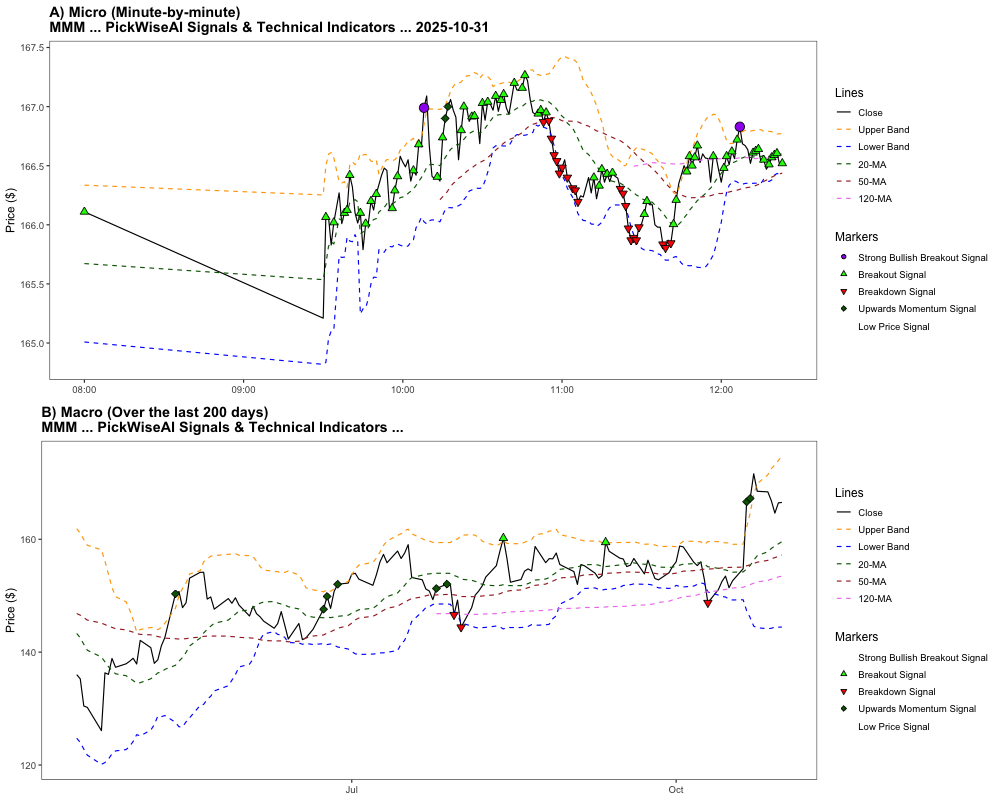 A) Micro (Minute-by-minute)
MMM ... PickWiseAI Signals & Technical Indicators ... 2025-10-31
Price ($)
167.5
167.0
166.5
166.0
165.5
165.0
08:00
09:00
10:00
11:00
12:00
Lines
Close
Upper Band
Lower Band
20-MA
50-MA
120-MA
Markers
Strong Bullish Breakout Signal
Breakout Signal
Breakdown Signal
Upwards Momentum Signal
Low Price Signal
B) Macro (Over the last 200 days)
MMM ... PickWiseAI Signals & Technical Indicators ...
Price ($)
160
140
120
Jul
Oct
Lines
Close
Upper Band
Lower Band
20-MA
50-MA
120-MA
Markers
Strong Bullish Breakout Signal
Breakout Signal
Breakdown Signal
Upwards Momentum Signal
Low Price Signal